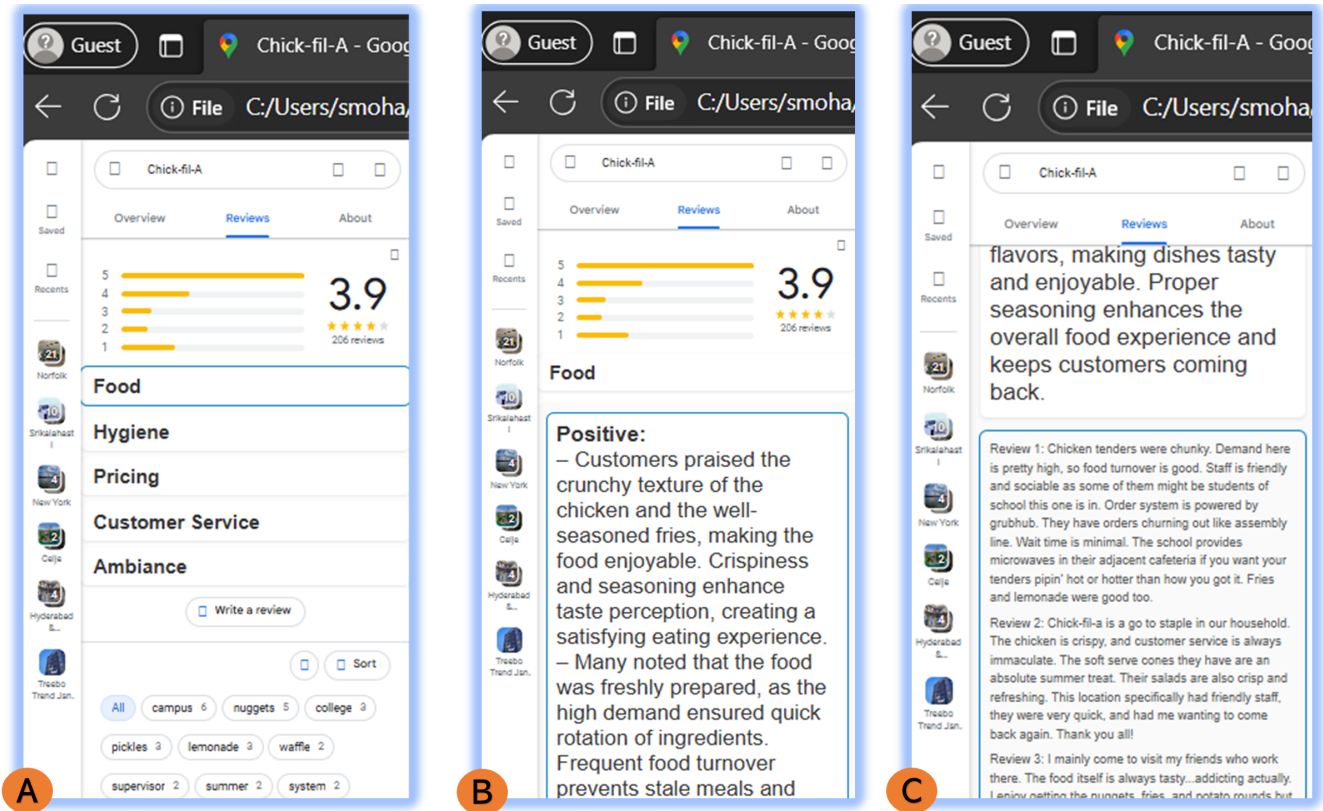 Guest
Chick-fil-A - Goog
File C:/Users/smoha/
Chick-fil-A
Saved
Recents
Norfolk
Srikalahast
i
New York
Celje
Hyderabad
&...
Treebo
Trend Jan.
Overview Reviews About
5
4
3
2
1
3.9
206 reviews
Food
Hygiene
Pricing
Customer Service
Ambiance
Write a review
Sort
All campus 6 nuggets 5 college 3
pickles 3 lemonade 3 waffle 2
supervisor 2 summer 2 system 2
A
Guest
Chick-fil-A - Goog
File C:/Users/smoha/
Chick-fil-A
Saved
Recents
Norfolk
Srikalahast
i
New York
Celje
Hyderabad
&...
Treebo
Trend Jan.
Overview Reviews About
5
4
3
2
1
3.9
206 reviews
Food
Positive:
– Customers praised the
crunchy texture of the
chicken and the well-
seasoned fries, making the
food enjoyable. Crispiness
and seasoning enhance
taste perception, creating a
satisfying eating experience.
– Many noted that the food
was freshly prepared, as the
high demand ensured quick
rotation of ingredients.
Frequent food turnover
prevents stale meals and
B
Guest
Chick-fil-A - Goog
File C:/Users/smoha/
Chick-fil-A
Saved
Recents
Norfolk
Srikalahast
i
New York
Celje
Hyderabad
&...
Treebo
Trend Jan.
Overview Reviews About
flavors, making dishes tasty
and enjoyable. Proper
seasoning enhances the
overall food experience and
keeps customers coming
back.
Review 1: Chicken tenders were chunky. Demand here
is pretty high, so food turnover is good. Staff is friendly
and sociable as some of them might be students of
school this one is in. Order system is powered by
grubhub. They have orders churning out like assembly
line. Wait time is minimal. The school provides
microwaves in their adjacent cafeteria if you want your
tenders pipin' hot or hotter than how you got it. Fries
and lemonade were good too.
Review 2: Chick-fil-a is a go to staple in our household.
The chicken is crispy, and customer service is always
immaculate. The soft serve cones they have are an
absolute summer treat. Their salads are also crisp and
refreshing. This location specifically had friendly staff,
they were very quick, and had me wanting to come
back again. Thank you all!
Review 3: I mainly come to visit my friends who work
there. The food itself is always tasty...addicting actually.
I enjoy getting the nuggets, fries, and potato rounds but
C